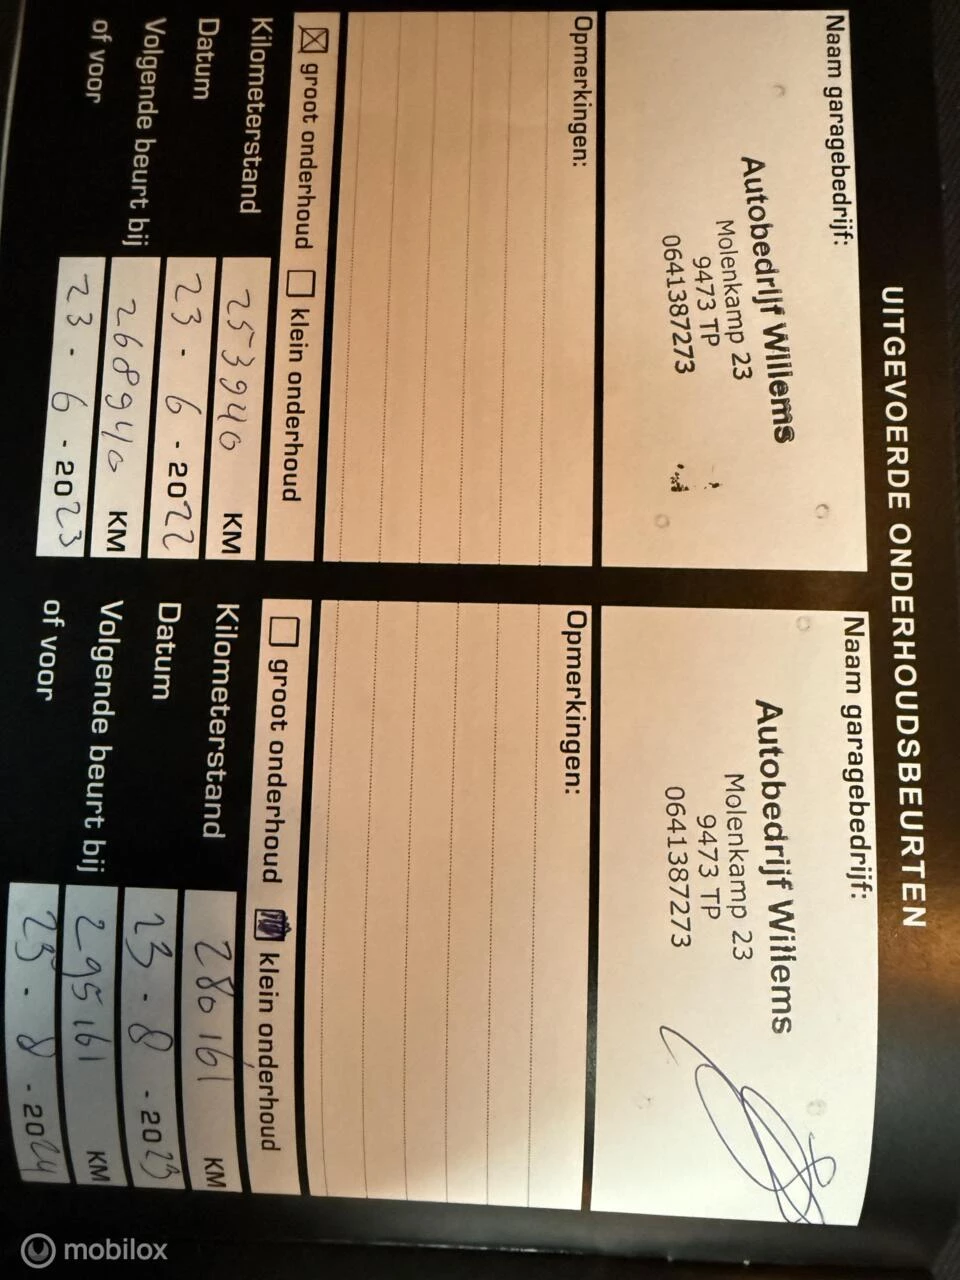 UITGEVOERDE ONDERHOUDSBEURTEN
Naam garagebedrijf:
Autobedrijf Willems
Molenkamp 23
9473 TP
0641387273
Opmerkingen:
groot onderhoud klein onderhoud
Kilometerstand 253940 KM
Datum 23 - 6 - 2022
Volgende beurt bij 268940 KM
of voor 23 - 6 - 2023
Naam garagebedrijf:
Autobedrijf Willems
Molenkamp 23
9473 TP
0641387273
Opmerkingen:
groot onderhoud klein onderhoud
Kilometerstand 280161 KM
Datum 23 - 8 - 2023
Volgende beurt bij 295161 KM
of voor 23 - 8 - 2024
mobilox